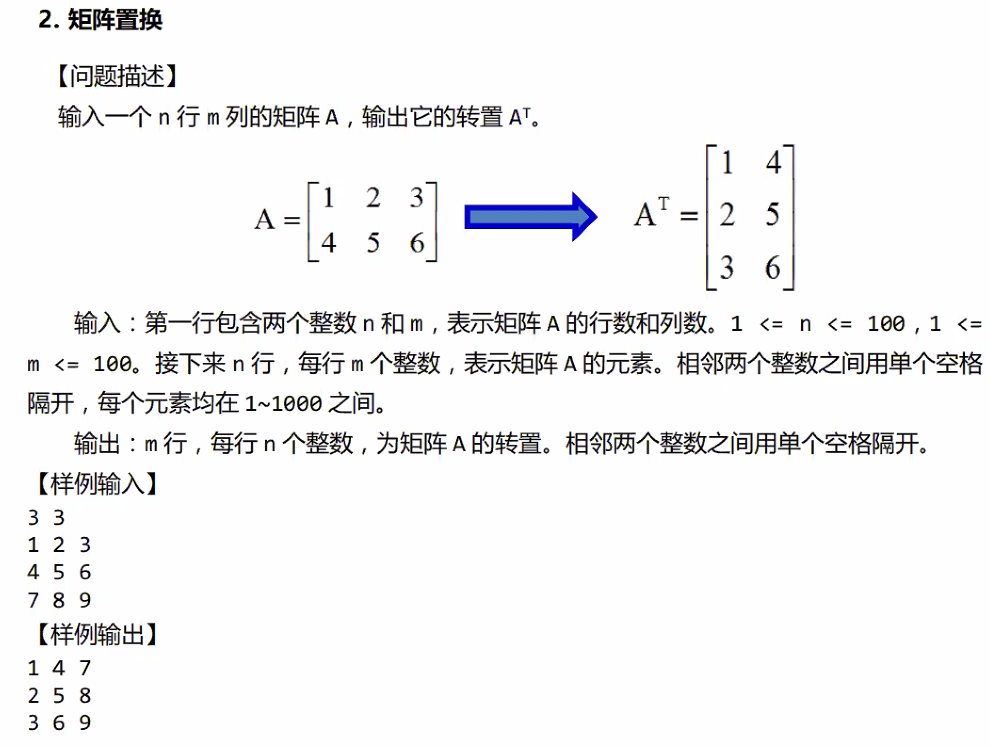 2. 矩阵置换
【问题描述】
输入一个 n 行 m 列的矩阵 A，输出它的转置 Aᵀ。
A = [1 2 3
4 5 6]
Aᵀ = [1 4
2 5
3 6]
输入：第一行包含两个整数 n 和 m，表示矩阵 A 的行数和列数。1 <= n <= 100，1 <=
m <= 100。接下来 n 行，每行 m 个整数，表示矩阵 A 的元素。相邻两个整数之间用单个空格
隔开，每个元素均在 1~1000 之间。
输出：m 行，每行 n 个整数，为矩阵 A 的转置。相邻两个整数之间用单个空格隔开。
【样例输入】
3 3
1 2 3
4 5 6
7 8 9
【样例输出】
1 4 7
2 5 8
3 6 9